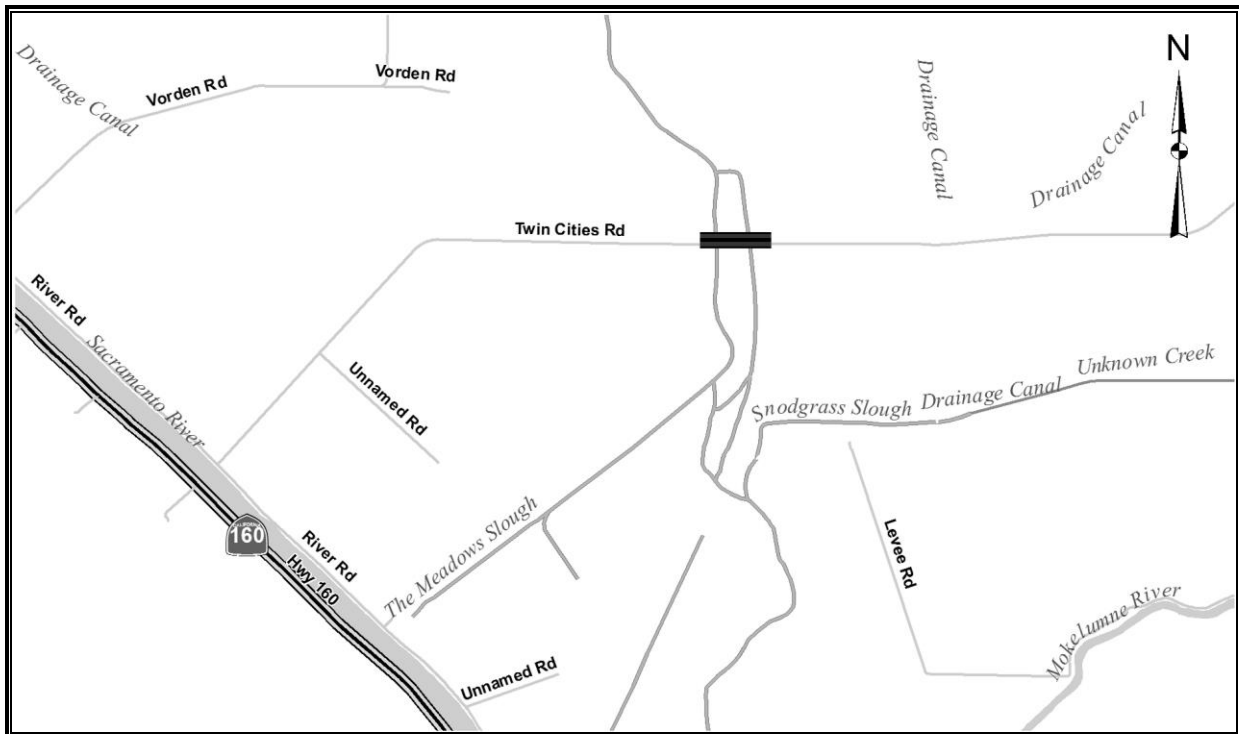 N
Drainage Canal
Vorden Rd
Vorden Rd
Drainage Canal
Drainage Canal
Twin Cities Rd
River Rd
Sacramento River
Unnamed Rd
Unknown Creek
Snodgrass Slough
Drainage Canal
160
River Rd
Hwy 160
The Meadows Slough
Levee Rd
Mokelumne River
Unnamed Rd